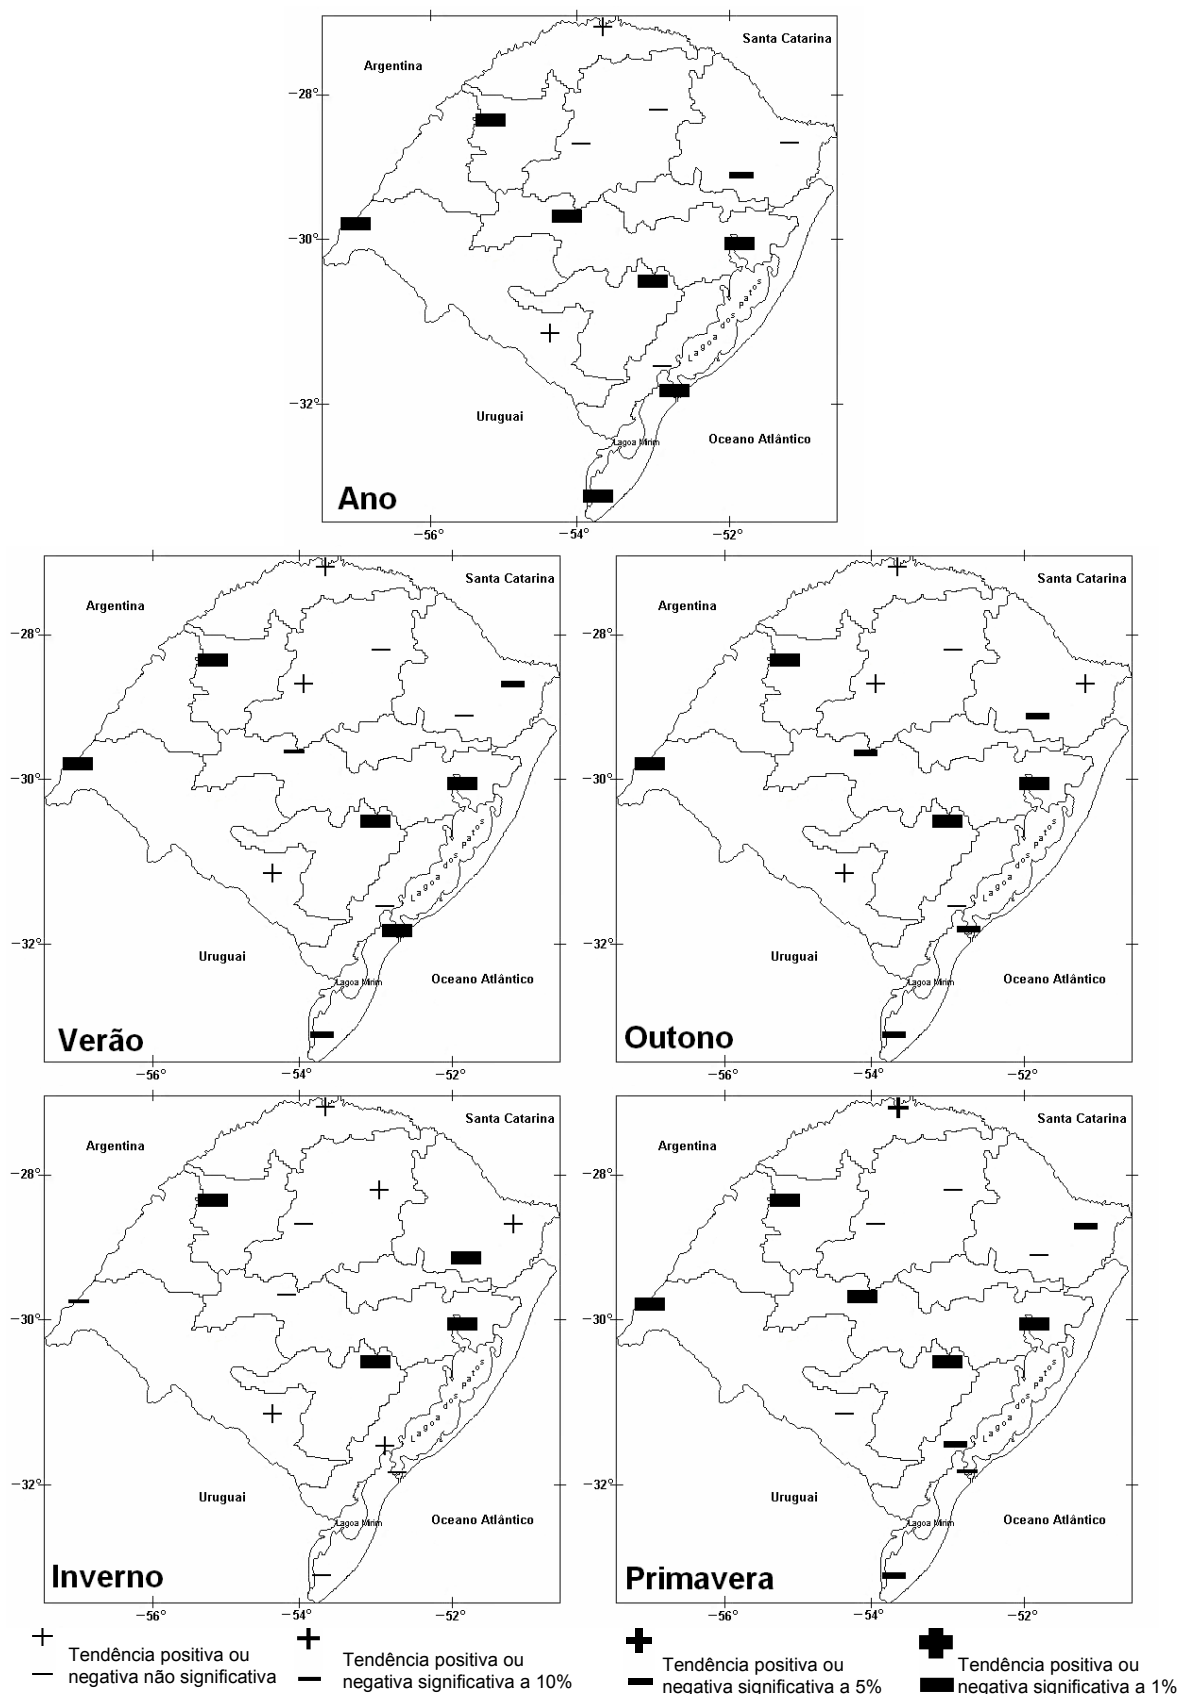 Santa Catarina
Argentina
−28°
−30°
Lagoa dos Patos
−32°
Uruguai
Oceano Atlântico
Lagoa Mirim
Ano
−56°
−54°
−52°
Santa Catarina
Argentina
−28°
−30°
Lagoa dos Patos
−32°
Uruguai
Oceano Atlântico
Lagoa Mirim
Verão
−56°
−54°
−52°
Santa Catarina
Argentina
−28°
−30°
Lagoa dos Patos
−32°
Uruguai
Oceano Atlântico
Lagoa Mirim
Outono
−56°
−54°
−52°
Santa Catarina
Argentina
−28°
−30°
Lagoa dos Patos
−32°
Uruguai
Oceano Atlântico
Lagoa Mirim
Inverno
−56°
−54°
−52°
Santa Catarina
Argentina
−28°
−30°
Lagoa dos Patos
−32°
Uruguai
Oceano Atlântico
Lagoa Mirim
Primavera
−56°
−54°
−52°
Tendência positiva ou
negativa não significativa
Tendência positiva ou
negativa significativa a 10%
Tendência positiva ou
negativa significativa a 5%
Tendência positiva ou
negativa significativa a 1%